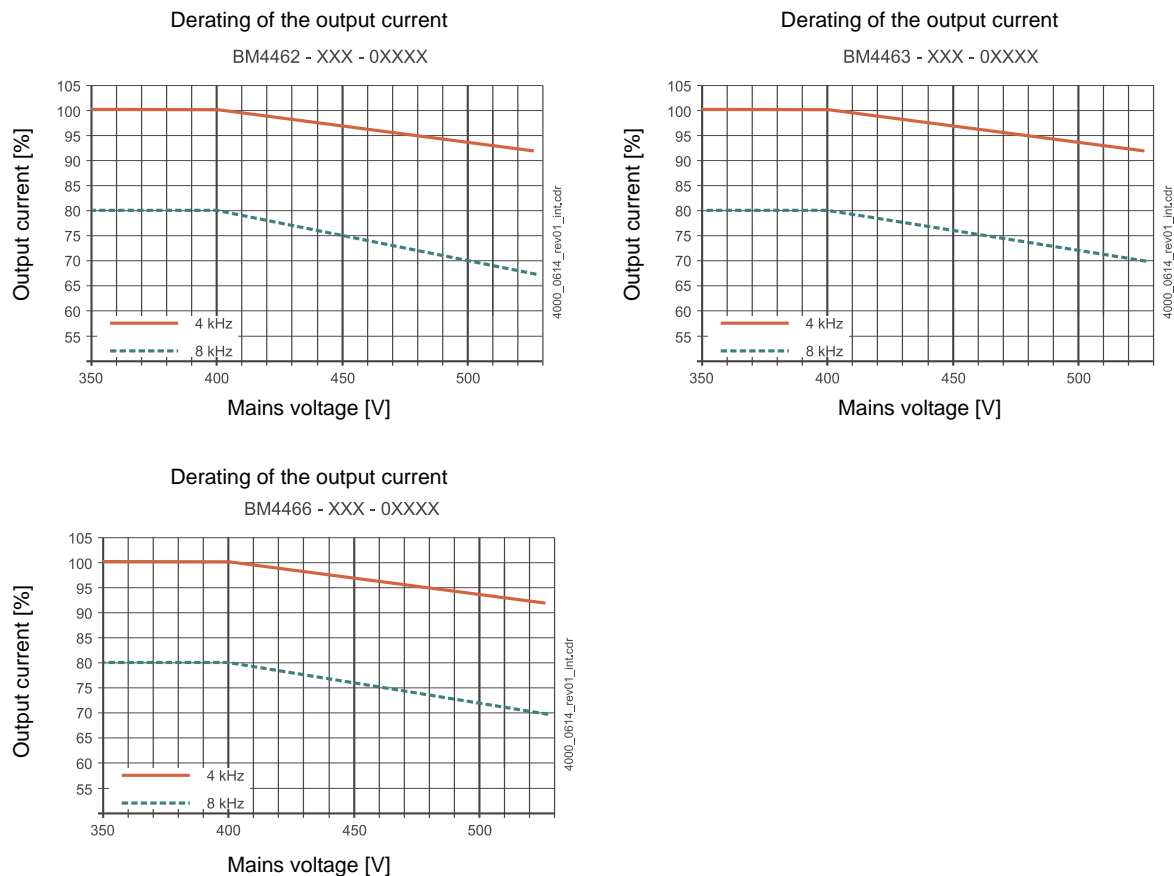 Derating of the output current
BM4462 - XXX - 0XXXX
105
100
95
90
85
80
75
70
65
60
55
Output current [%]
4 kHz
8 kHz
350
400
450
500
Mains voltage [V]
4000_0614_rev01_int.cdr
Derating of the output current
BM4463 - XXX - 0XXXX
105
100
95
90
85
80
75
70
65
60
55
Output current [%]
4 kHz
8 kHz
350
400
450
500
Mains voltage [V]
4000_0614_rev01_int.cdr
Derating of the output current
BM4466 - XXX - 0XXXX
105
100
95
90
85
80
75
70
65
60
55
Output current [%]
4 kHz
8 kHz
350
400
450
500
Mains voltage [V]
4000_0614_rev01_int.cdr